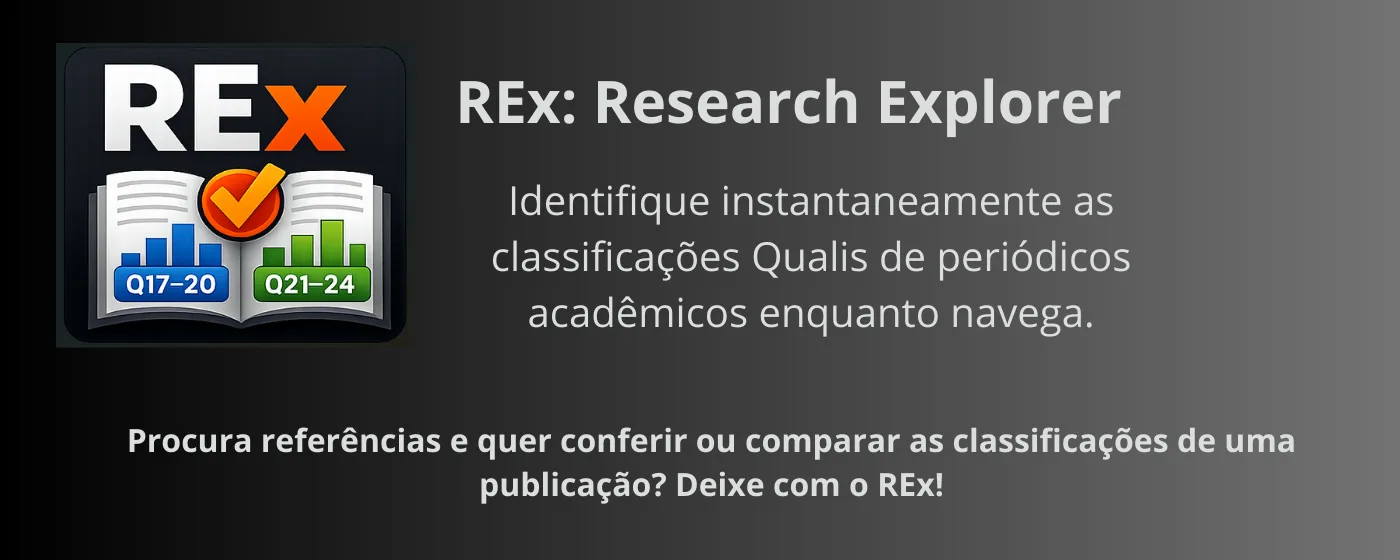 REx
Q17–20
Q21–24
REx: Research Explorer
Identifique instantaneamente as
classificações Qualis de periódicos
acadêmicos enquanto navega.
Procura referências e quer conferir ou comparar as classificações de uma
publicação? Deixe com o REx!